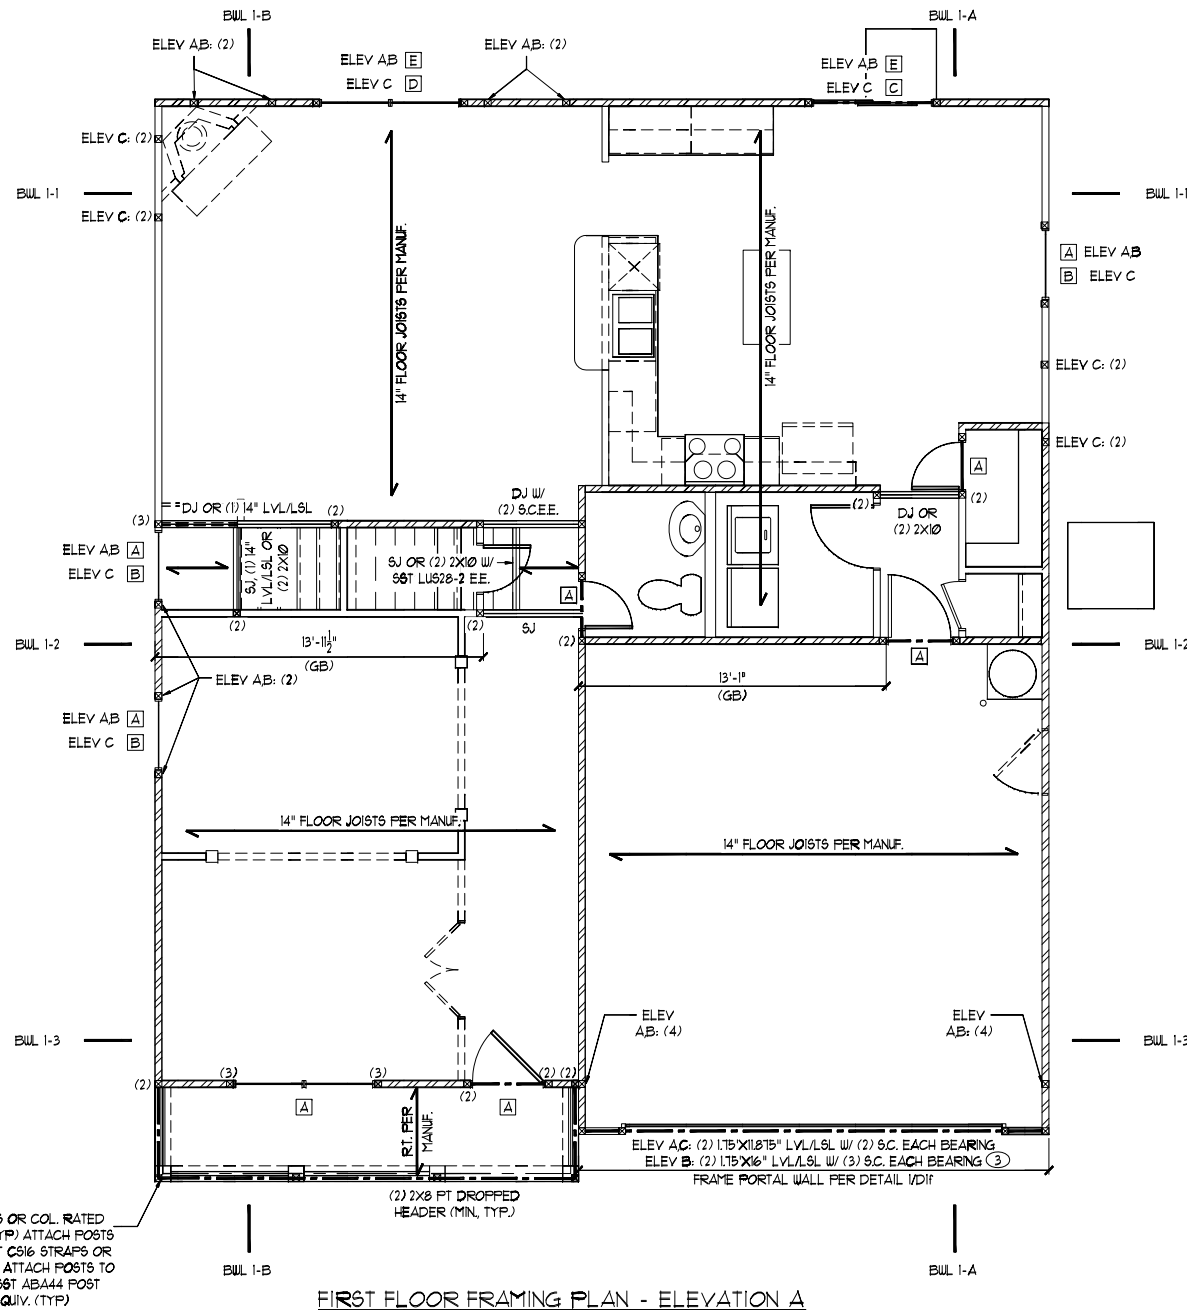 BWL 1-B
BWL 1-A
ELEV A,B: (2)
ELEV A,B: (2)
ELEV A,B E
ELEV C D
ELEV A,B E
ELEV C C
ELEV C: (2)
BWL 1-1
BWL 1-1
ELEV C: (2)
14" FLOOR JOISTS PER MANUF.
14" FLOOR JOISTS PER MANUF.
A ELEV A,B
B ELEV C
ELEV C: (2)
ELEV C: (2)
A
(2)
(2)
DJ OR
(2) 2X10
DJ W/
(2) S.C.E.E.
DJ OR (1) 14" LVL/LSL
(2)
(3)
ELEV A,B A
ELEV C B
SJ, (1) 14"
LVL/LSL OR
(2) 2X10
SJ OR (2) 2X10 W/
SST LUS28-2 E.E.
A
(2)
(2)
SJ
(2)
BWL 1-2
13'-11½"
(GB)
A
BWL 1-2
ELEV A,B: (2)
13'-1"
(GB)
ELEV A,B A
ELEV C B
14" FLOOR JOISTS PER MANUF.
14" FLOOR JOISTS PER MANUF.
ELEV
A,B: (4)
ELEV
A,B: (4)
BWL 1-3
BWL 1-3
(2)
(3)
(3)
(2)
(2) (2)
A
A
R.T. PER
MANUF.
ELEV A,C: (2) 1.75"X11.875" LVL/LSL W/ (2) S.C. EACH BEARING
ELEV B: (2) 1.75"X16" LVL/LSL W/ (3) S.C. EACH BEARING 3
FRAME PORTAL WALL PER DETAIL 1/D1f
(2) 2X8 PT DROPPED
HEADER (MIN., TYP.)
OR COL. RATED
ATTACH POSTS
CS16 STRAPS OR
ATTACH POSTS TO
ABA44 POST
(TYP)
BWL 1-B
BWL 1-A
FIRST FLOOR FRAMING PLAN - ELEVATION A